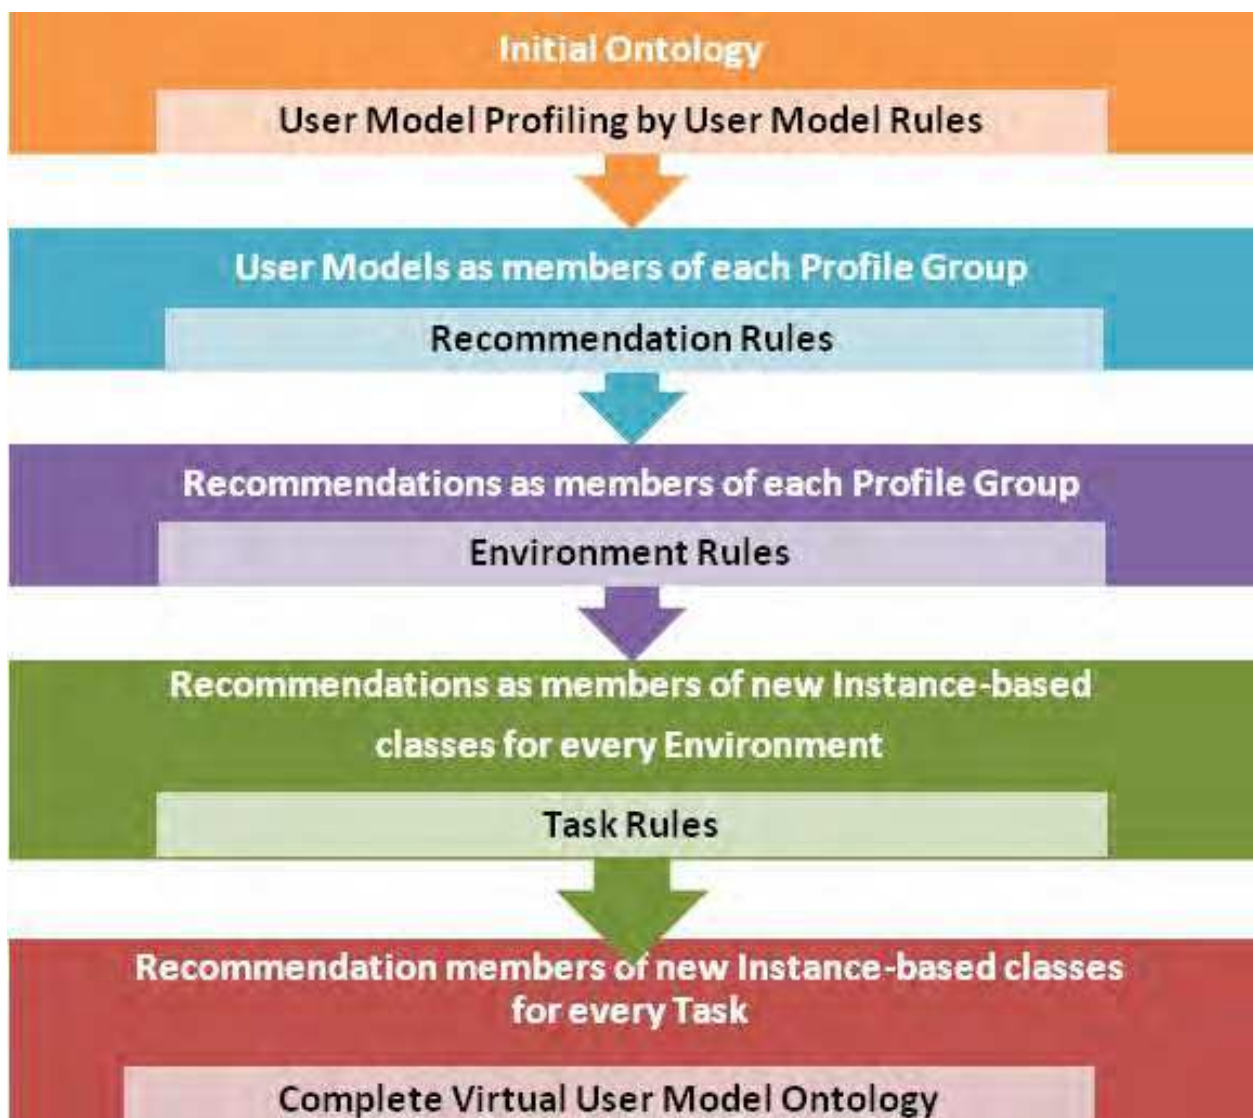 Initial Ontology
User Model Profiling by User Model Rules
User Models as members of each Profile Group
Recommendation Rules
Recommendations as members of each Profile Group
Environment Rules
Recommendations as members of new Instance-based
classes for every Environment
Task Rules
Recommendation members of new Instance-based classes
for every Task
Complete Virtual User Model Ontology